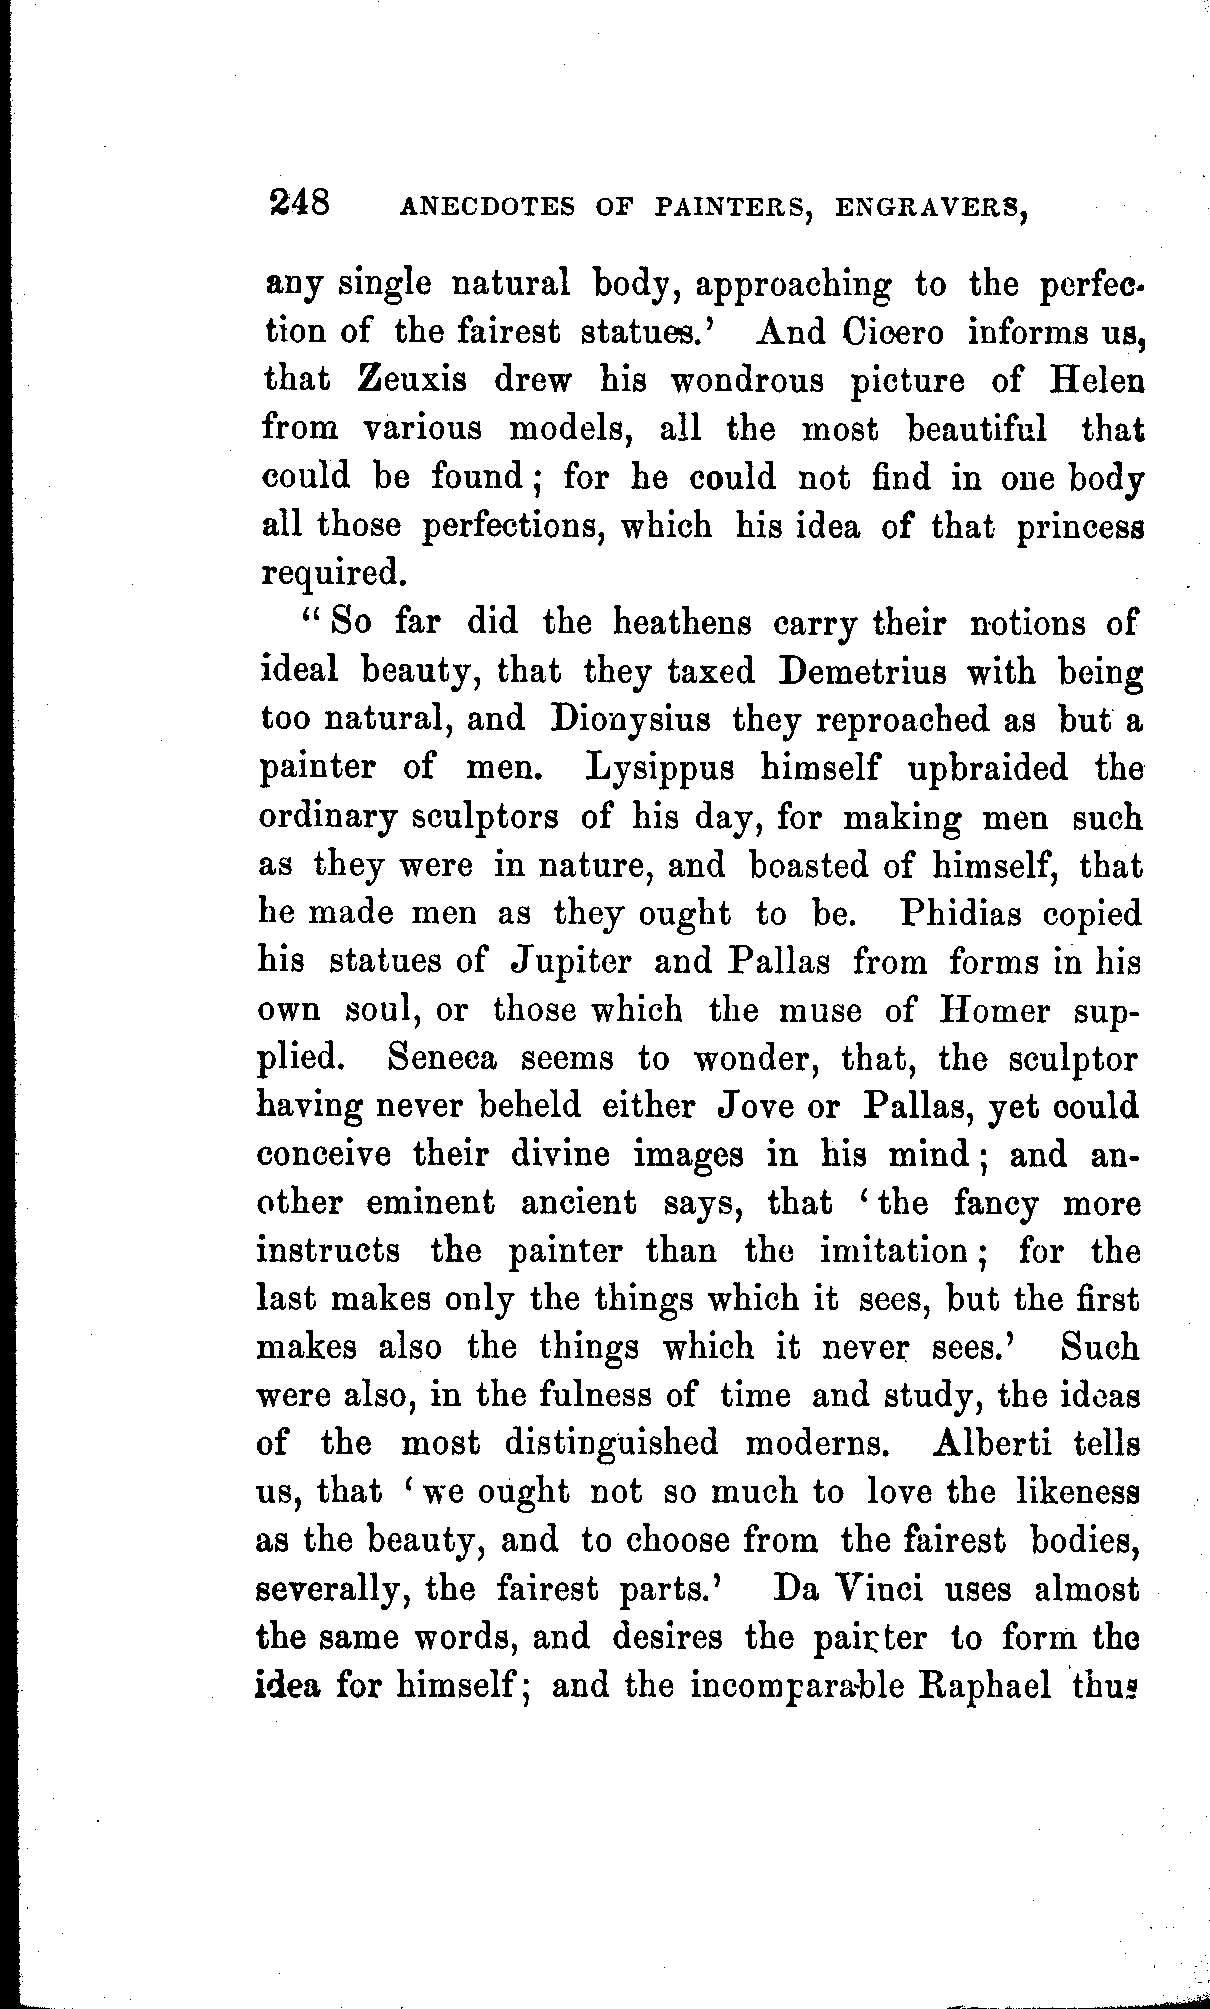 248 ANECDOTES OF PAINTERS, ENGRAVERS,
any single natural body, approaching to the perfec-
tion of the fairest statues.’ And Cicero informs us,
that Zeuxis drew his wondrous picture of Helen
from various models, all the most beautiful that
could be found; for he could not find in one body
all those perfections, which his idea of that princess
required.
“So far did the heathens carry their notions of
ideal beauty, that they taxed Demetrius with being
too natural, and Dionysius they reproached as but a
painter of men. Lysippus himself upbraided the
ordinary sculptors of his day, for making men such
as they were in nature, and boasted of himself, that
he made men as they ought to be. Phidias copied
his statues of Jupiter and Pallas from forms in his
own soul, or those which the muse of Homer sup-
plied. Seneca seems to wonder, that, the sculptor
having never beheld either Jove or Pallas, yet could
conceive their divine images in his mind; and an-
other eminent ancient says, that ‘the fancy more
instructs the painter than the imitation; for the
last makes only the things which it sees, but the first
makes also the things which it never sees.’ Such
were also, in the fulness of time and study, the ideas
of the most distinguished moderns. Alberti tells
us, that ‘we ought not so much to love the likeness
as the beauty, and to choose from the fairest bodies,
severally, the fairest parts.’ Da Vinci uses almost
the same words, and desires the painter to form the
idea for himself; and the incomparable Raphael thus